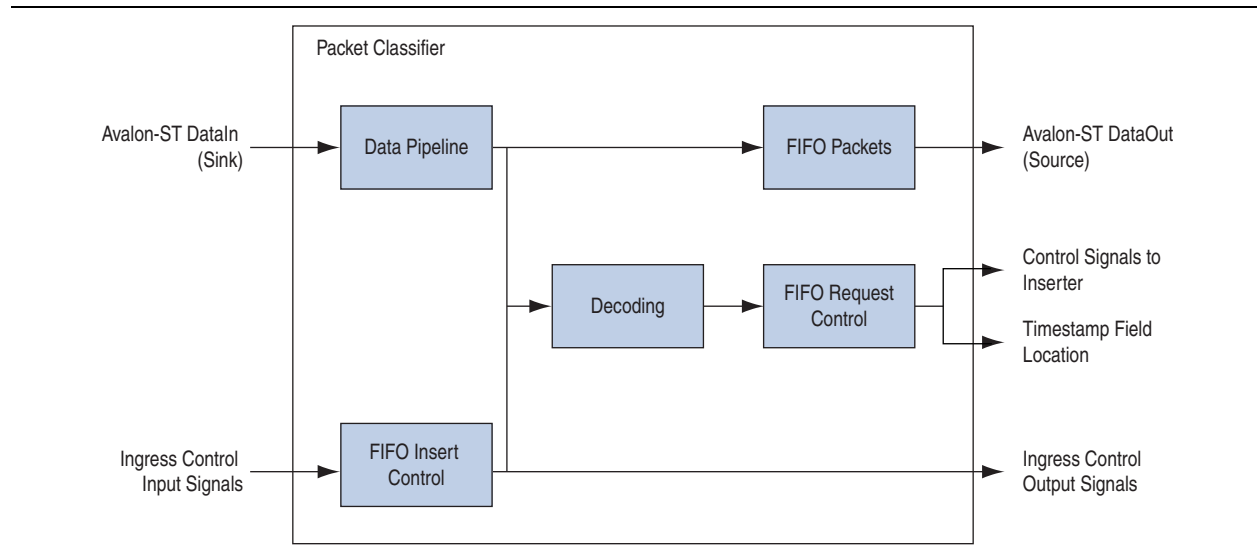 Packet Classifier
Avalon-ST DataIn
(Sink)
Data Pipeline
FIFO Packets
Avalon-ST DataOut
(Source)
Decoding
FIFO Request
Control
Control Signals to
Inserter
Timestamp Field
Location
Ingress Control
Input Signals
FIFO Insert
Control
Ingress Control
Output Signals